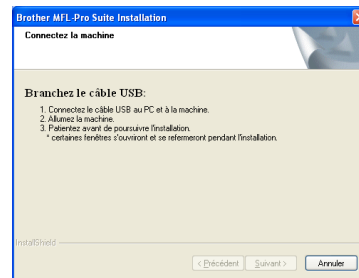 Brother MFL-Pro Suite Installation
Connectez la machine
Branchez le câble USB:
1. Connectez le câble USB au PC et à la machine.
2. Allumez la machine.
3. Patientez avant de poursuivre l'installation.
* certaines fenêtres s'ouvriront et se refermeront pendant l'installation.
InstallShield
< Précédent Suivant > Annuler